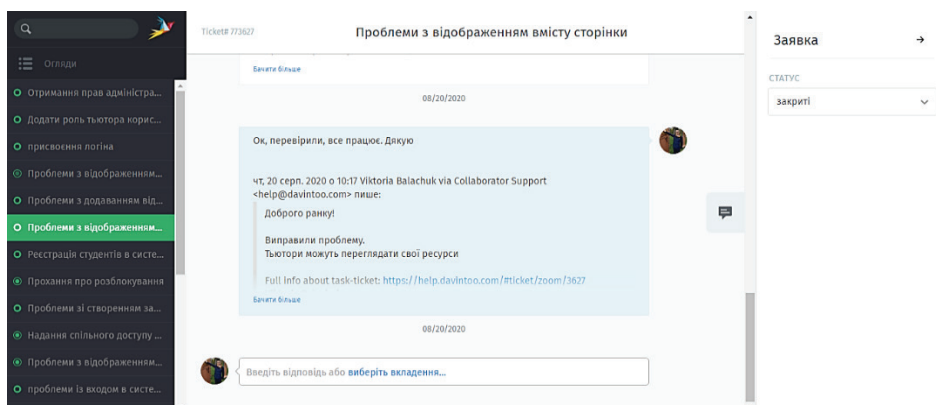 Огляди
Отримання прав адміністра...
Додати роль тьютора корис...
присвоєння логіна
Проблеми з відображенням...
Проблеми з додаванням від...
Проблеми з відображенням...
Реєстрація студентів в систе...
Прохання про розблокування
Проблеми зі створенням за...
Надання спільного доступу ...
Проблеми з відображенням...
проблеми із входом в систе...
Ticket# 773627
Проблеми з відображенням вмісту сторінки
Бачити більше
08/20/2020
Ок, перевірили, все працює. Дякую
чт, 20 серп. 2020 о 10:17 Viktoria Balachuk via Collaborator Support
<help@davintoo.com> пише:
Доброго ранку!
Виправили проблему.
Тьютори можуть переглядати свої ресурси
Full info about task-ticket: https://help.davintoo.com/#ticket/zoom/3627
Бачити більше
08/20/2020
Введіть відповідь або виберіть вкладення...
Заявка →
СТАТУС
закриті